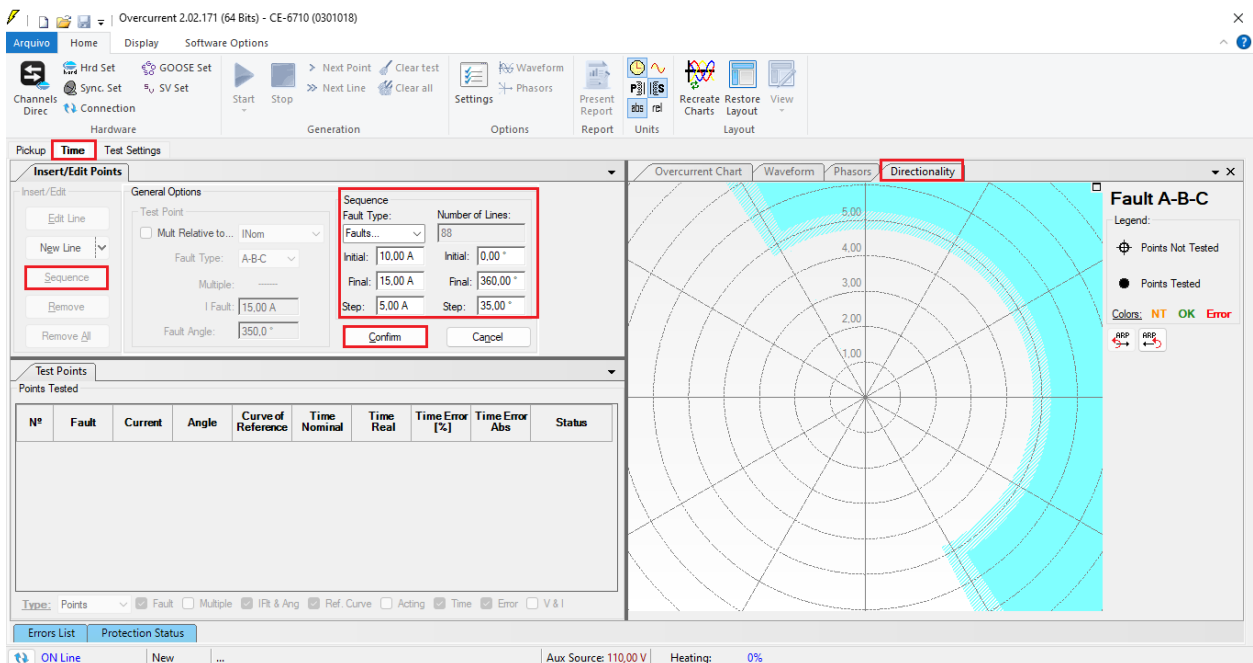 Overcurrent 2.02.171 (64 Bits) - CE-6710 (0301018)
Arquivo Home Display Software Options
Hrd Set GOOSE Set Next Point Clear test Waveform
Sync. Set SV Set Next Line Clear all Phasors
Channels Direc Connection Start Stop Settings Present Report abs rel Recreate Charts Restore Layout View
Hardware Generation Options Report Units Layout
Pickup Time Test Settings
Insert/Edit Points
Insert/Edit
Edit Line
New Line
Sequence
Remove
Remove All
General Options
Test Point
Mult Relative to... INom
Fault Type: A-B-C
Multiple: -----
I Fault: 15,00 A
Fault Angle: 350,0 °
Sequence
Fault Type: Number of Lines:
Faults... 88
Initial: 10,00 A Initial: 0,00 °
Final: 15,00 A Final: 360,00 °
Step: 5,00 A Step: 35,00 °
Confirm Cancel
Test Points
Points Tested
Nº Fault Current Angle Curve of Reference Time Nominal Time Real Time Error [%] Time Error Abs Status
Type: Points Fault Multiple IFlt & Ang Ref. Curve Acting Time Error V & I
Overcurrent Chart Waveform Phasors Directionality
5,00
4,00
3,00
2,00
1,00
Fault A-B-C
Legend:
Points Not Tested
Points Tested
Colors: NT OK Error
ARP ARP
Errors List Protection Status
ON Line New ... Aux Source: 110,00 V Heating: 0%